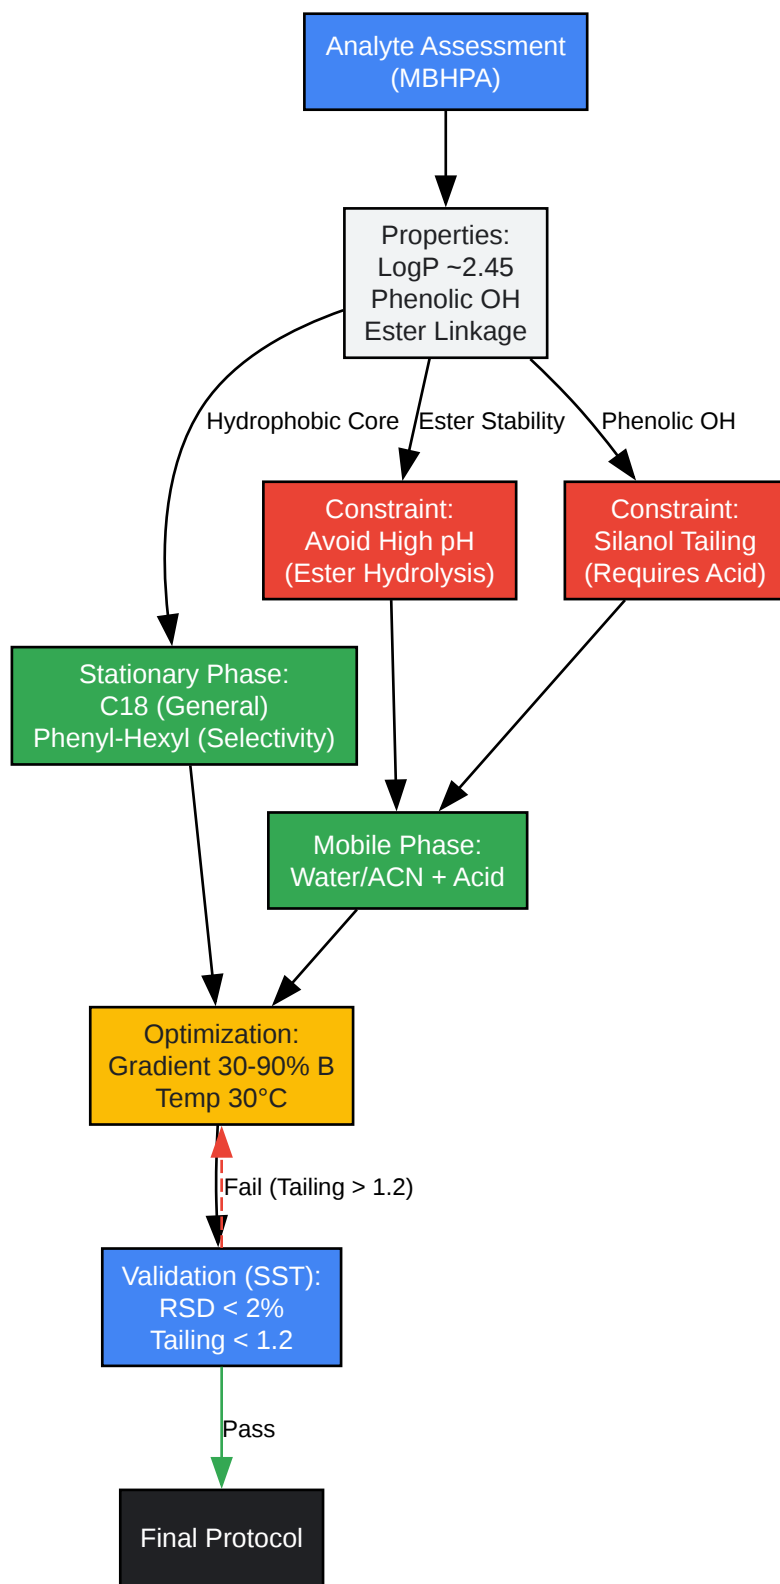 Analyte Assessment
(MBHPA)
Properties:
LogP ~2.45
Phenolic OH
Ester Linkage
Hydrophobic Core
Ester Stability
Phenolic OH
Constraint:
Avoid High pH
(Ester Hydrolysis)
Constraint:
Silanol Tailing
(Requires Acid)
Stationary Phase:
C18 (General)
Phenyl-Hexyl (Selectivity)
Mobile Phase:
Water/ACN + Acid
Optimization:
Gradient 30-90% B
Temp 30°C
Fail (Tailing > 1.2)
Validation (SST):
RSD < 2%
Tailing < 1.2
Pass
Final Protocol